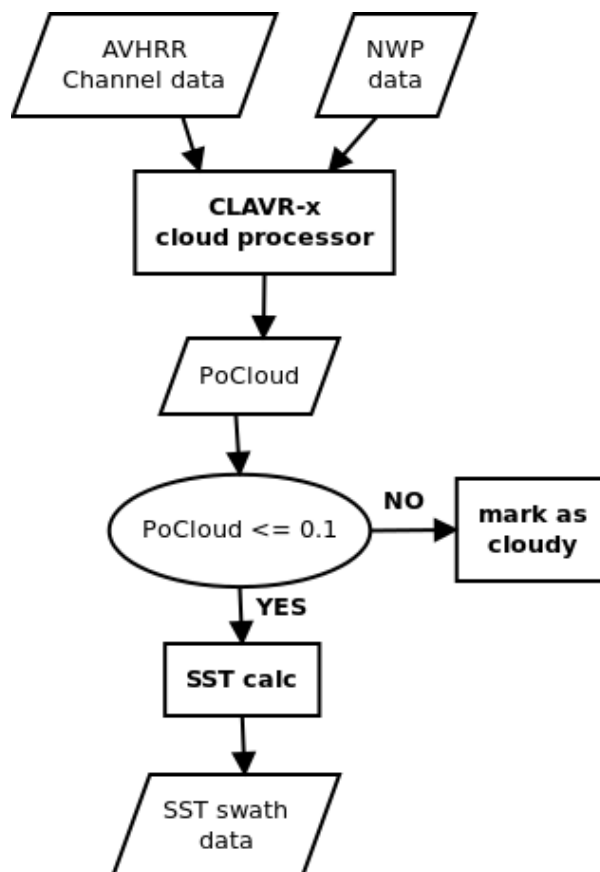 AVHRR
Channel data
NWP
data
CLAVR-x
cloud processor
PoCloud
PoCloud <= 0.1
NO
mark as
cloudy
YES
SST calc
SST swath
data